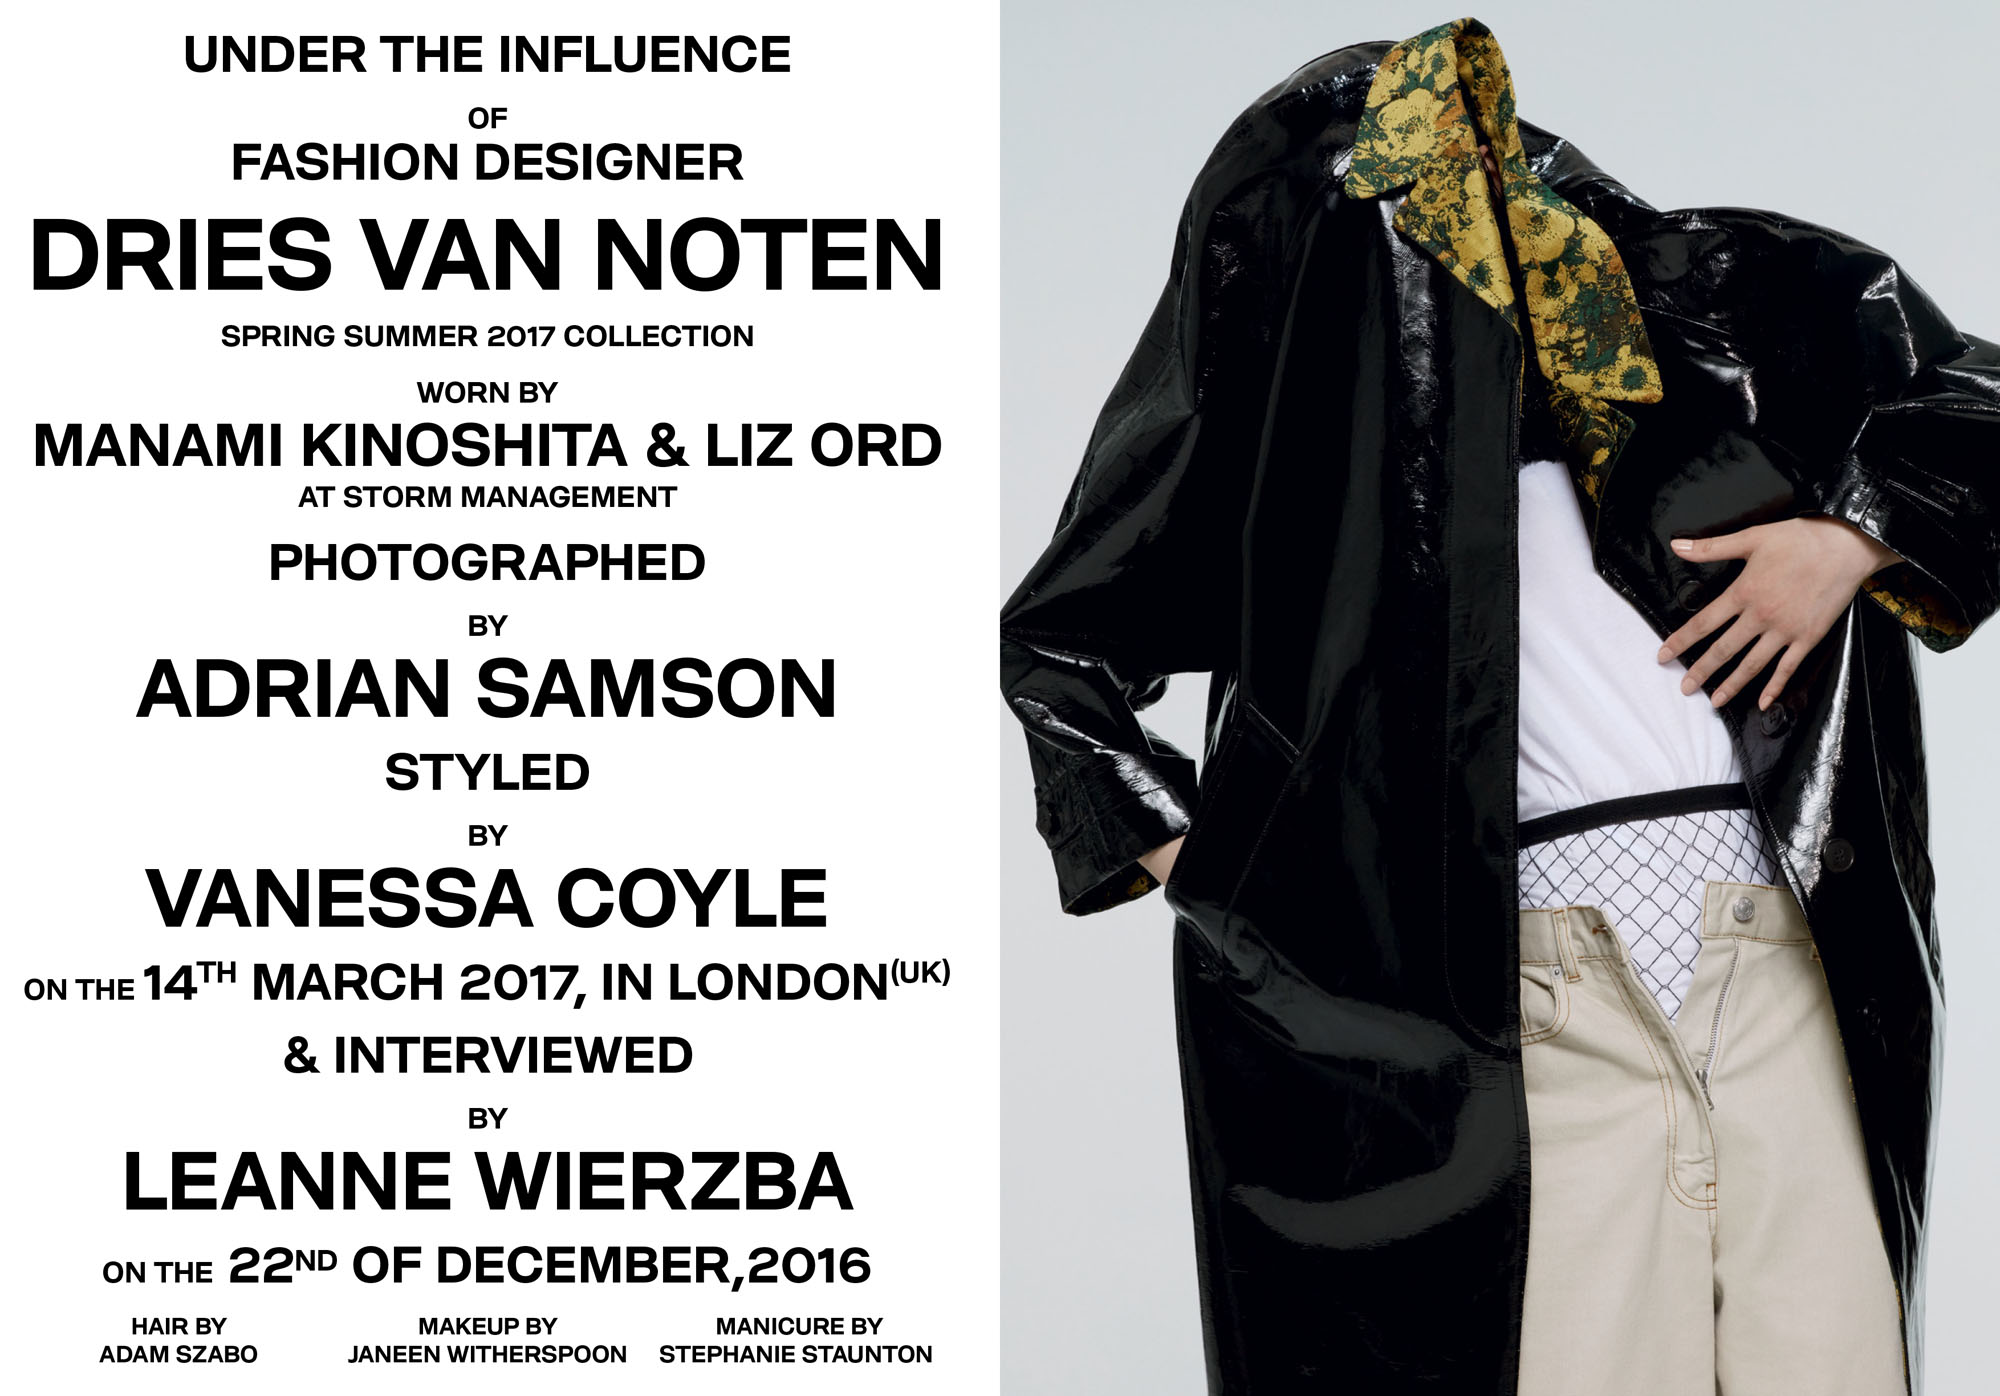 UNDER THE INFLUENCE
OF
FASHION DESIGNER
DRIES VAN NOTEN
SPRING SUMMER 2017 COLLECTION
WORN BY
MANAMI KINOSHITA & LIZ ORD
AT STORM MANAGEMENT
PHOTOGRAPHED
BY
ADRIAN SAMSON
STYLED
BY
VANESSA COYLE
ON THE 14TH MARCH 2017, IN LONDON(UK)
& INTERVIEWED
BY
LEANNE WIERZBA
ON THE 22ND OF DECEMBER,2016
HAIR BY
ADAM SZABO
MAKEUP BY
JANEEN WITHERSPOON
MANICURE BY
STEPHANIE STAUNTON